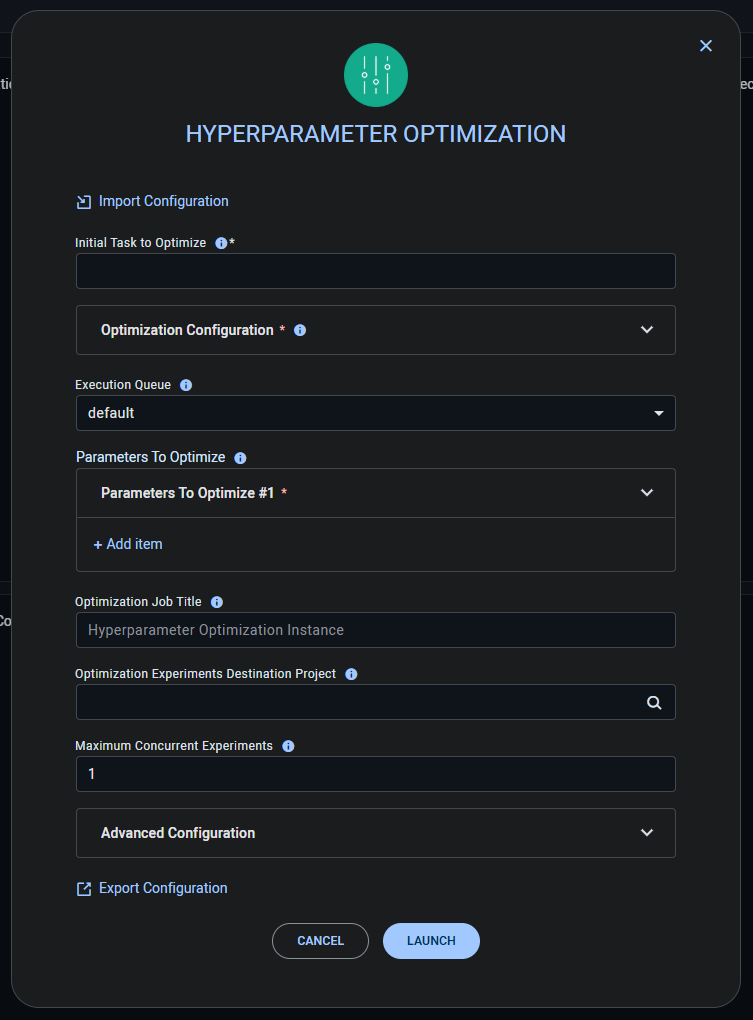 HYPERPARAMETER OPTIMIZATION
Import Configuration
Initial Task to Optimize *
Optimization Configuration *
Execution Queue
default
Parameters To Optimize
Parameters To Optimize #1 *
+ Add item
Optimization Job Title
Hyperparameter Optimization Instance
Optimization Experiments Destination Project
Maximum Concurrent Experiments
1
Advanced Configuration
Export Configuration
CANCEL LAUNCH